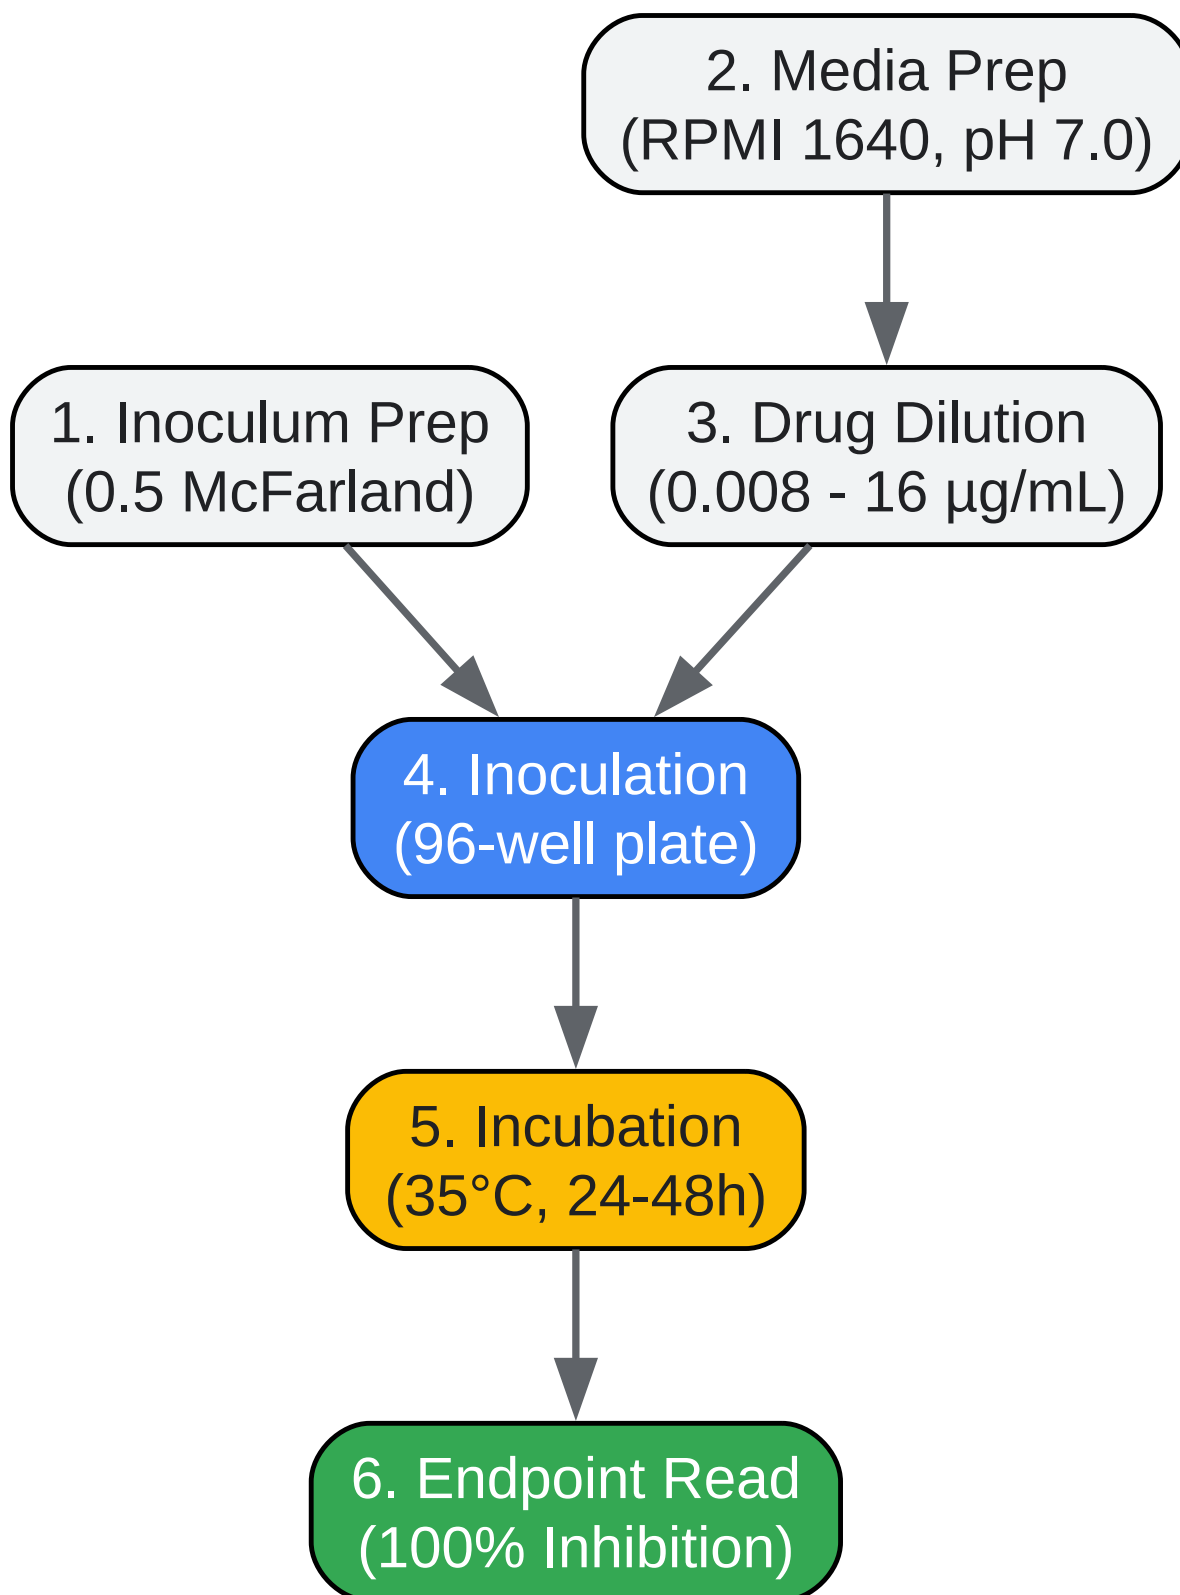 2. Media Prep
(RPMI 1640, pH 7.0)
1. Inoculum Prep
(0.5 McFarland)
3. Drug Dilution
(0.008 - 16 µg/mL)
4. Inoculation
(96-well plate)
5. Incubation
(35°C, 24-48h)
6. Endpoint Read
(100% Inhibition)